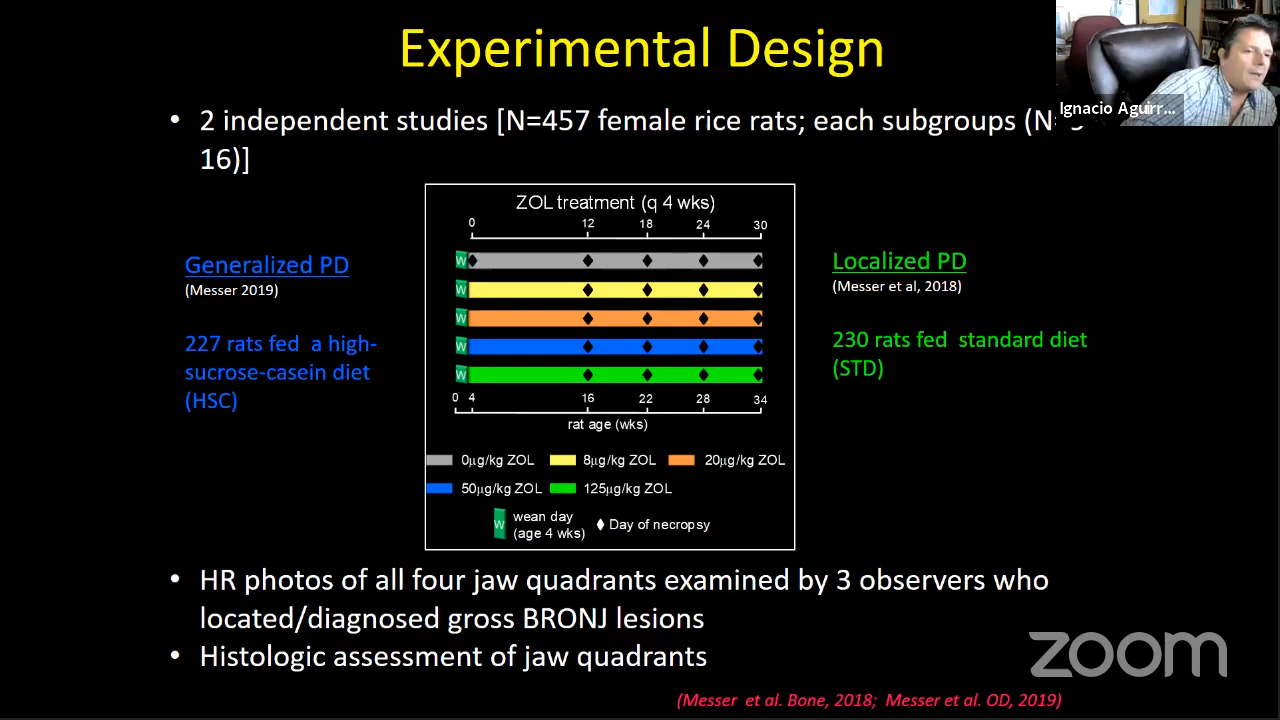 Experimental Design
Ignacio Aguirr...
• 2 independent studies [N=457 female rice rats; each subgroups (N=
16)]
ZOL treatment (q 4 wks)
0 12 18 24 30
W
W
W
W
W
0 4 16 22 28 34
rat age (wks)
0µg/kg ZOL 8µg/kg ZOL 20µg/kg ZOL
50µg/kg ZOL 125µg/kg ZOL
W wean day
(age 4 wks)
Day of necropsy
Generalized PD
(Messer 2019)
227 rats fed a high-
sucrose-casein diet
(HSC)
Localized PD
(Messer et al, 2018)
230 rats fed standard diet
(STD)
• HR photos of all four jaw quadrants examined by 3 observers who
located/diagnosed gross BRONJ lesions
• Histologic assessment of jaw quadrants
zoom
(Messer et al. Bone, 2018; Messer et al. OD, 2019)